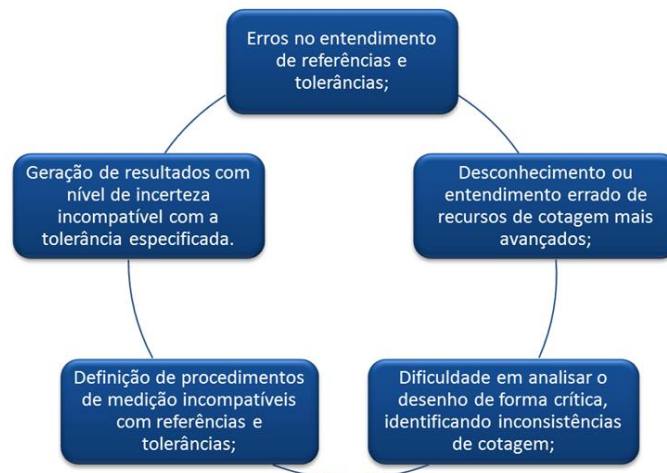 Erros no entendimento
de referências e
tolerâncias;
Desconhecimento ou
entendimento errado de
recursos de cotagem mais
avançados;
Dificuldade em analisar o
desenho de forma crítica,
identificando inconsistências
de cotagem;
Definição de procedimentos
de medição incompatíveis
com referências e
tolerâncias;
Geração de resultados com
nível de incerteza
incompatível com a
tolerância especificada.